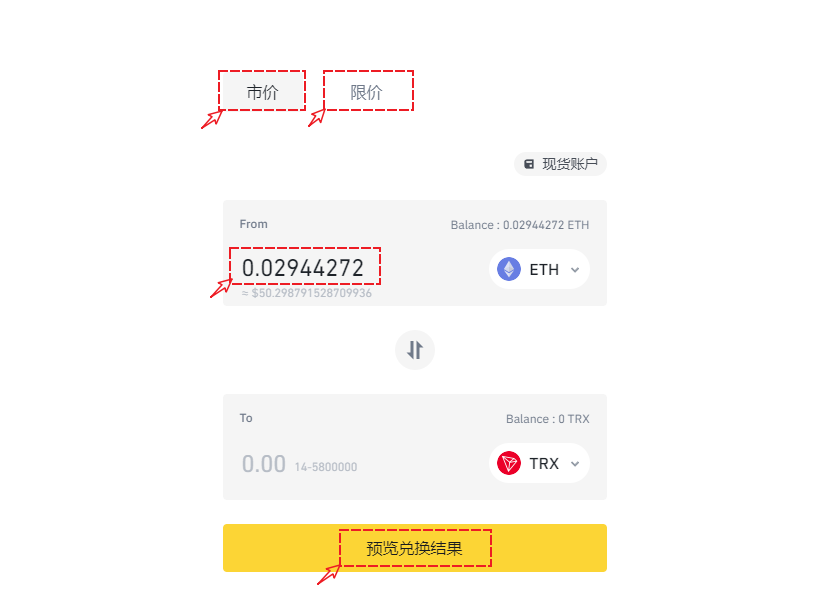 市价 限价
现货账户
From Balance : 0.02944272 ETH
0.02944272 ETH
≈ $50.298791528709936
To Balance : 0 TRX
0.00 14-5800000 TRX
预览兑换结果